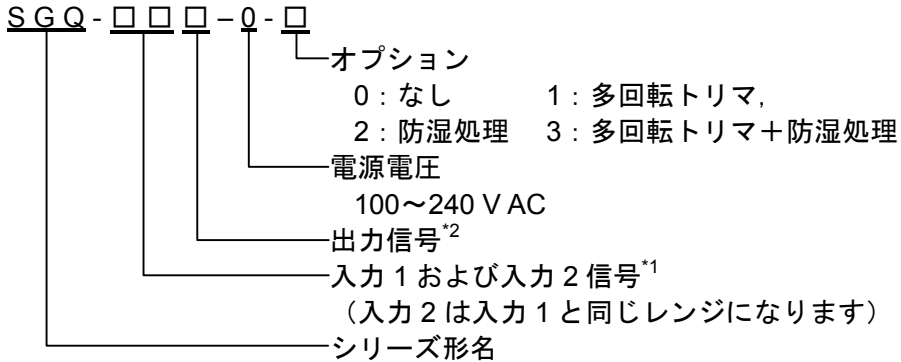 SGQ-□□□–0-□
オプション
0：なし 1：多回転トリマ,
2：防湿処理 3：多回転トリマ＋防湿処理
電源電圧
100～240 V AC
出力信号*2
入力 1 および入力 2 信号*1
（入力 2 は入力 1 と同じレンジになります）
シリーズ形名